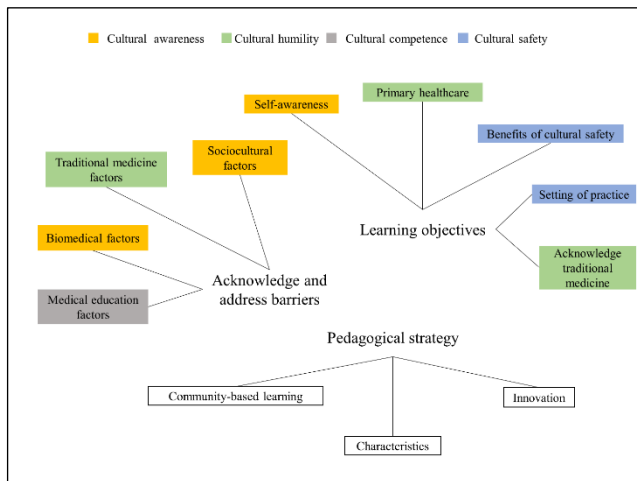 Cultural awareness
Cultural humility
Cultural competence
Cultural safety
Primary healthcare
Self-awareness
Benefits of cultural safety
Sociocultural
factors
Traditional medicine
factors
Setting of practice
Learning objectives
Biomedical factors
Acknowledge
traditional
medicine
Acknowledge and
address barriers
Medical education
factors
Pedagogical strategy
Community-based learning
Innovation
Characteristics